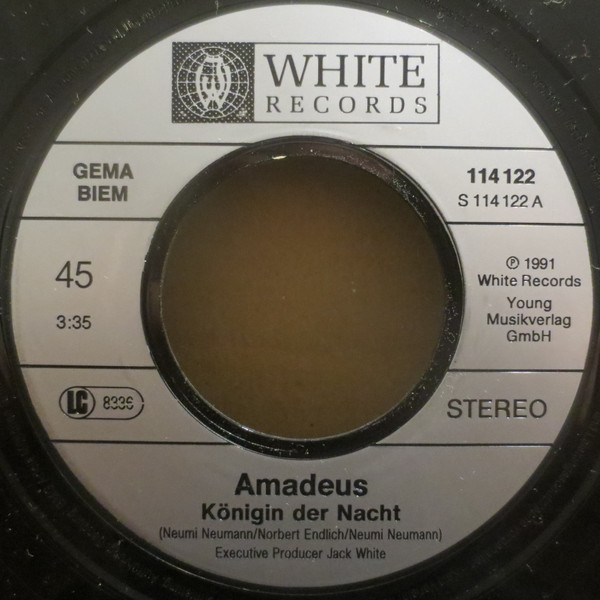 WHITE
RECORDS
GEMA
BIEM
114 122
S 114 122 A
45
3:35
℗ 1991
White Records
Young
Musikverlag
GmbH
LC 8336
STEREO
Amadeus
Königin der Nacht
(Neumi Neumann/Norbert Endlich/Neumi Neumann)
Executive Producer Jack White